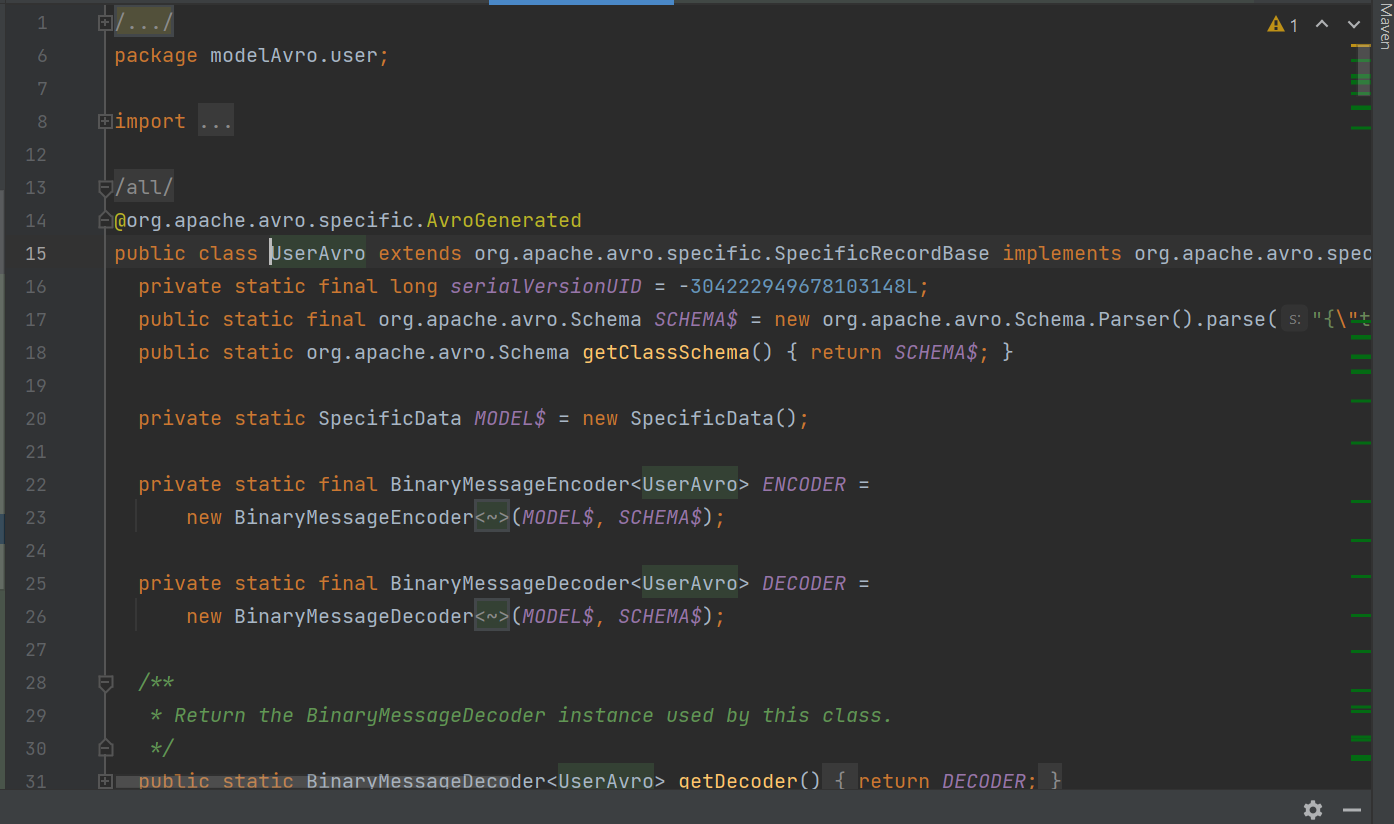 1 /.../
6 package modelAvro.user;
7
8 import ...
12
13 /all/
14 @org.apache.avro.specific.AvroGenerated
15 public class UserAvro extends org.apache.avro.specific.SpecificRecordBase implements org.apache.avro.spec
16 private static final long serialVersionUID = -304222949678103148L;
17 public static final org.apache.avro.Schema SCHEMA$ = new org.apache.avro.Schema.Parser().parse( s: "{\"t
18 public static org.apache.avro.Schema getClassSchema() { return SCHEMA$; }
19
20 private static SpecificData MODEL$ = new SpecificData();
21
22 private static final BinaryMessageEncoder<UserAvro> ENCODER =
23 new BinaryMessageEncoder<~>(MODEL$, SCHEMA$);
24
25 private static final BinaryMessageDecoder<UserAvro> DECODER =
26 new BinaryMessageDecoder<~>(MODEL$, SCHEMA$);
27
28 /**
29 * Return the BinaryMessageDecoder instance used by this class.
30 */
31 public static BinaryMessageDecoder<UserAvro> getDecoder() { return DECODER; }
1
Maven